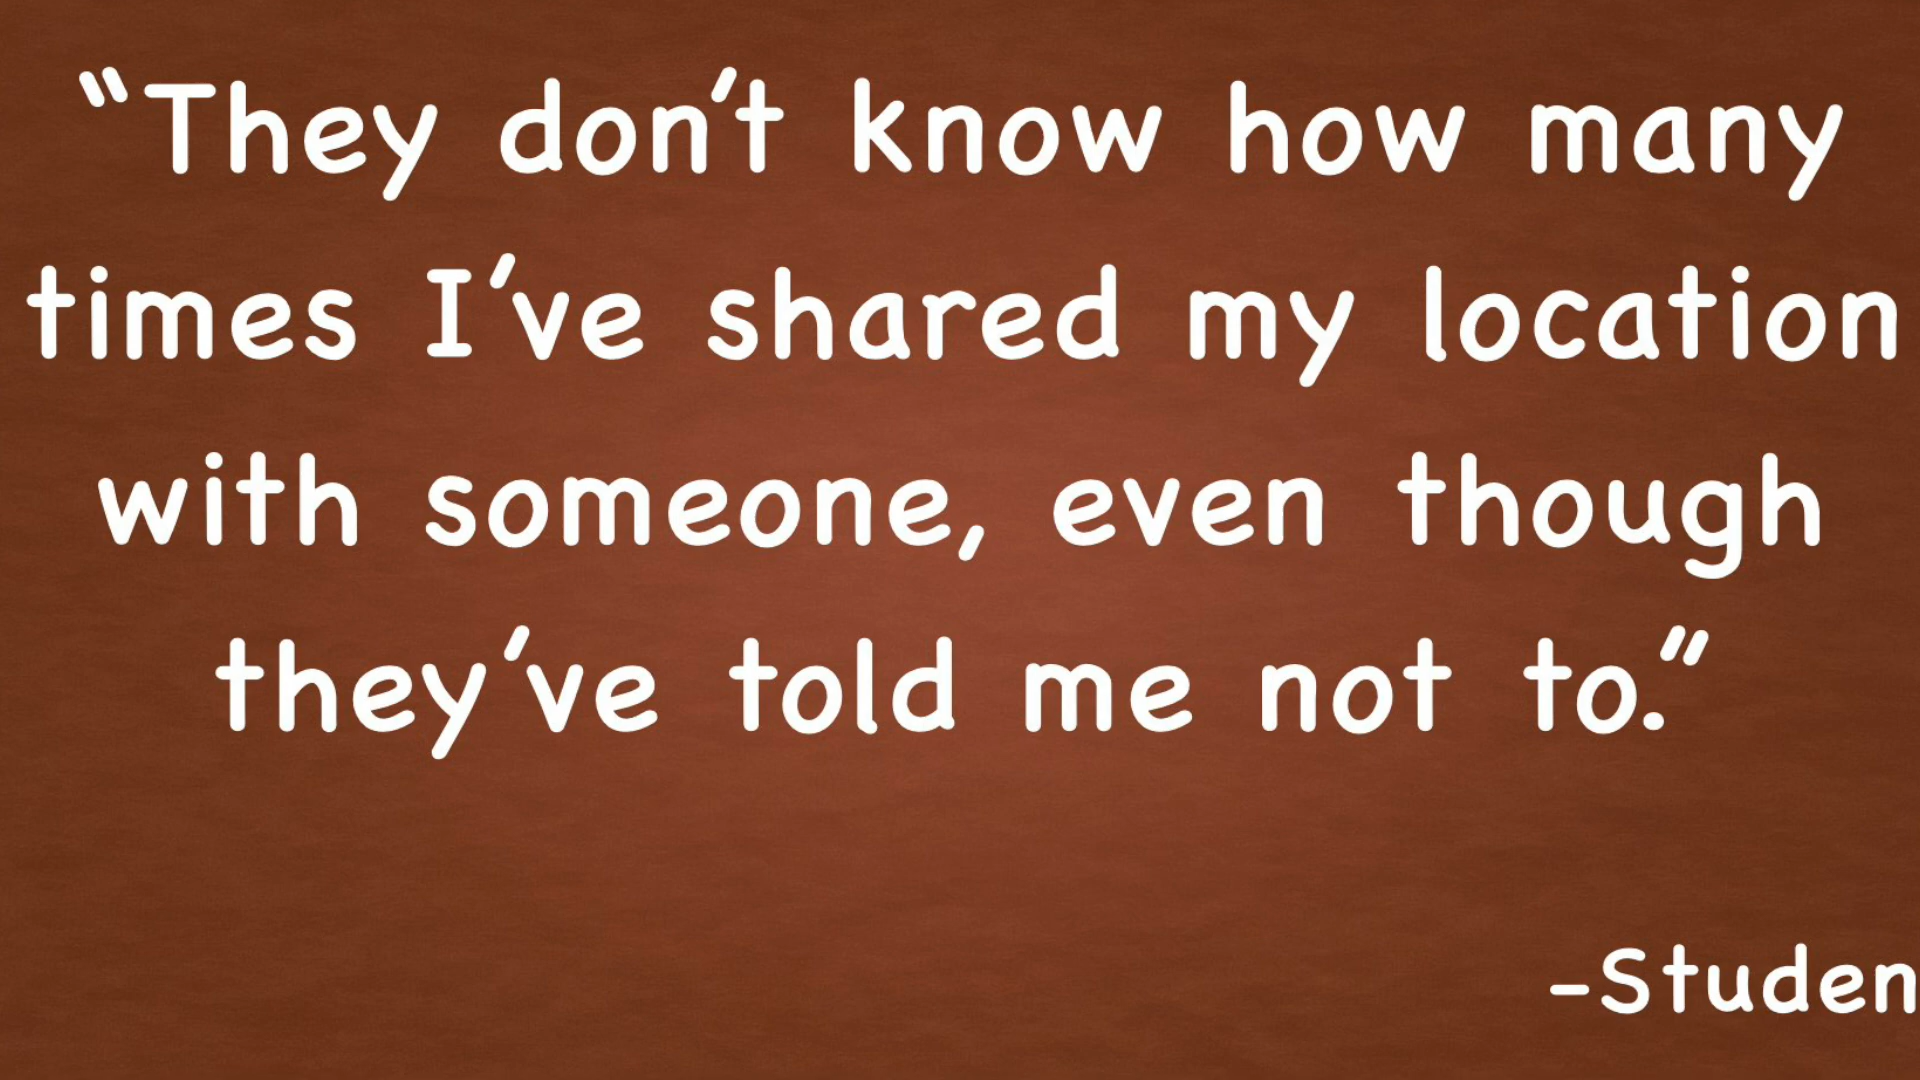 “They don’t know how many
times I’ve shared my location
with someone, even though
they’ve told me not to.”
-Studen